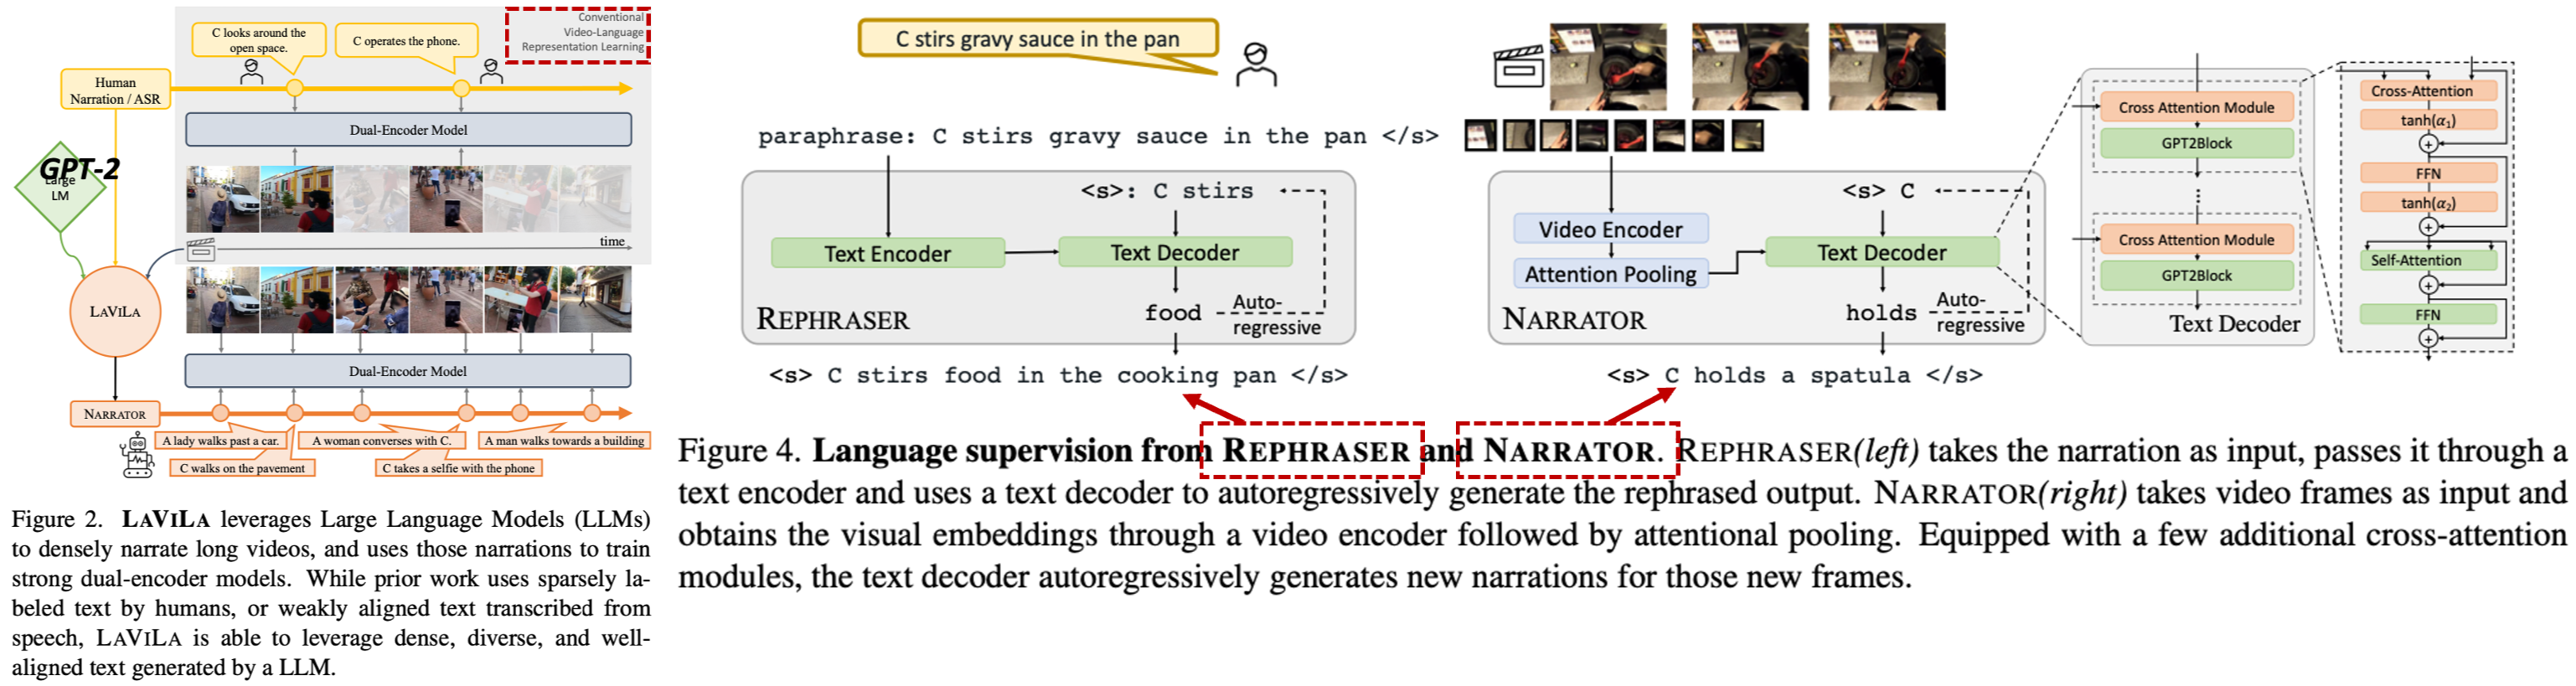 Conventional
Video-Language
Representation Learning
C looks around the
open space.
C operates the phone.
Human
Narration / ASR
Dual-Encoder Model
GPT-2
Large
LM
time
LAVILA
Dual-Encoder Model
NARRATOR
A lady walks past a car.
A woman converses with C.
A man walks towards a building
C walks on the pavement
C takes a selfie with the phone
Figure 2. LAVILA leverages Large Language Models (LLMs)
to densely narrate long videos, and uses those narrations to train
strong dual-encoder models. While prior work uses sparsely la-
beled text by humans, or weakly aligned text transcribed from
speech, LAVILA is able to leverage dense, diverse, and well-
aligned text generated by a LLM.
C stirs gravy sauce in the pan
paraphrase: C stirs gravy sauce in the pan </s>
<s>: C stirs
Text Encoder
Text Decoder
food
Auto-
regressive
REPHRASER
<s> C stirs food in the cooking pan </s>
<s> C
Video Encoder
Attention Pooling
Text Decoder
holds
Auto-
regressive
NARRATOR
<s> C holds a spatula </s>
Cross Attention Module
GPT2Block
⋮
Cross Attention Module
GPT2Block
Text Decoder
Cross-Attention
tanh(α₁)
+
FFN
tanh(α₂)
+
Self-Attention
+
FFN
+
Figure 4. Language supervision from REPHRASER and NARRATOR. REPHRASER(left) takes the narration as input, passes it through a
text encoder and uses a text decoder to autoregressively generate the rephrased output. NARRATOR(right) takes video frames as input and
obtains the visual embeddings through a video encoder followed by attentional pooling. Equipped with a few additional cross-attention
modules, the text decoder autoregressively generates new narrations for those new frames.